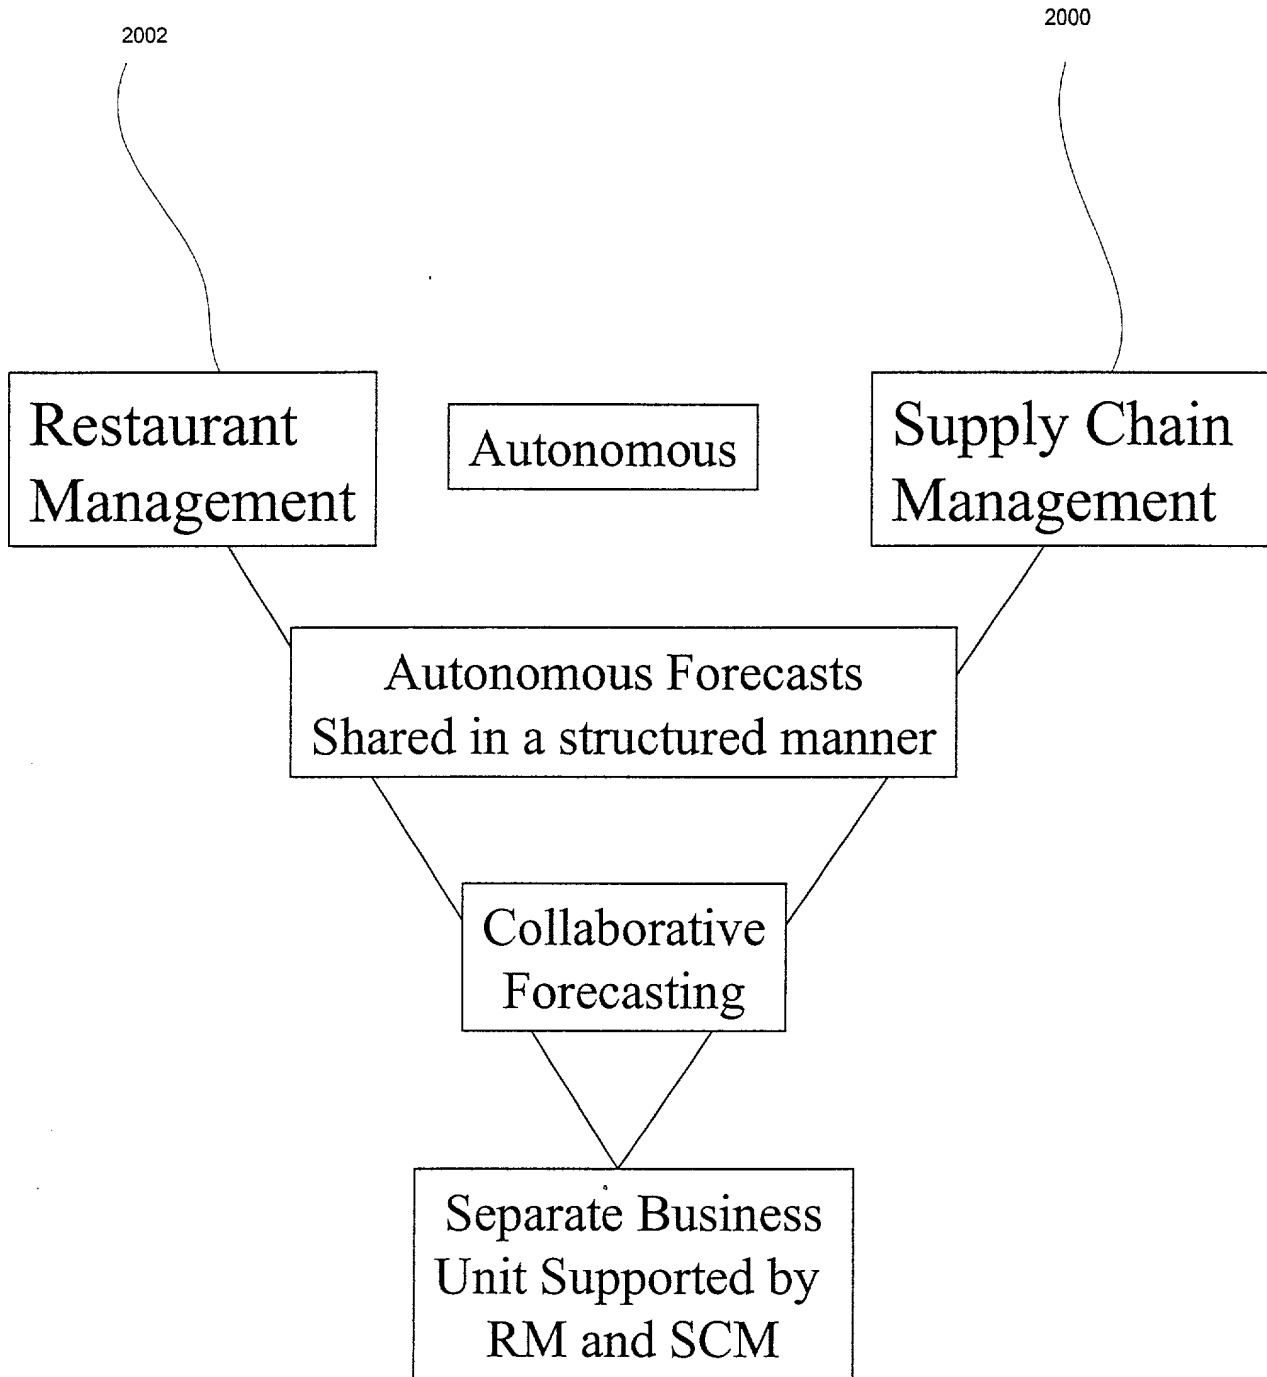 2002
2000
Restaurant
Management
Autonomous
Supply Chain
Management
Autonomous Forecasts
Shared in a structured manner
Collaborative
Forecasting
Separate Business
Unit Supported by
RM and SCM